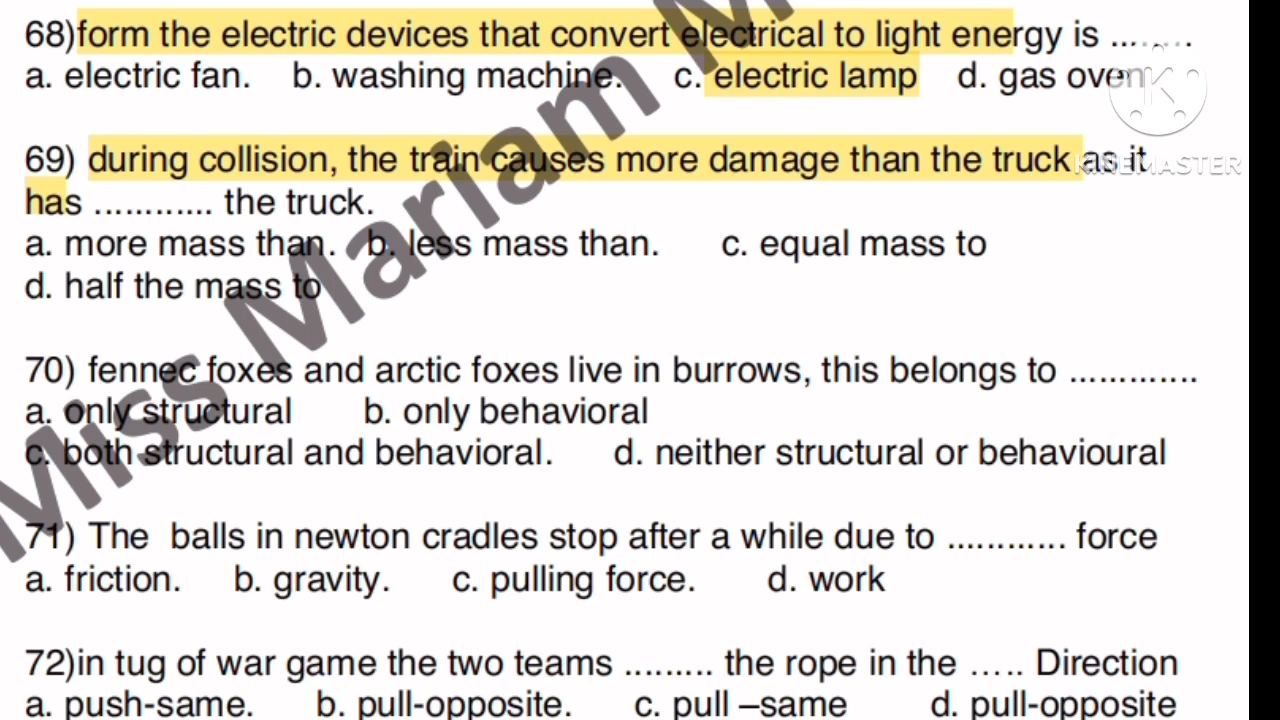 68)form the electric devices that convert electrical to light energy is ........
a. electric fan. b. washing machine. c. electric lamp d. gas oven
KINEMASTER
69) during collision, the train causes more damage than the truck as it
has ............ the truck.
a. more mass than. b. less mass than. c. equal mass to
d. half the mass to
70) fennec foxes and arctic foxes live in burrows, this belongs to .............
a. only structural b. only behavioral
c. both structural and behavioral. d. neither structural or behavioural
71) The balls in newton cradles stop after a while due to ............ force
a. friction. b. gravity. c. pulling force. d. work
72)in tug of war game the two teams ......... the rope in the ..... Direction
a. push-same. b. pull-opposite. c. pull –same d. pull-opposite
Miss Mariam M